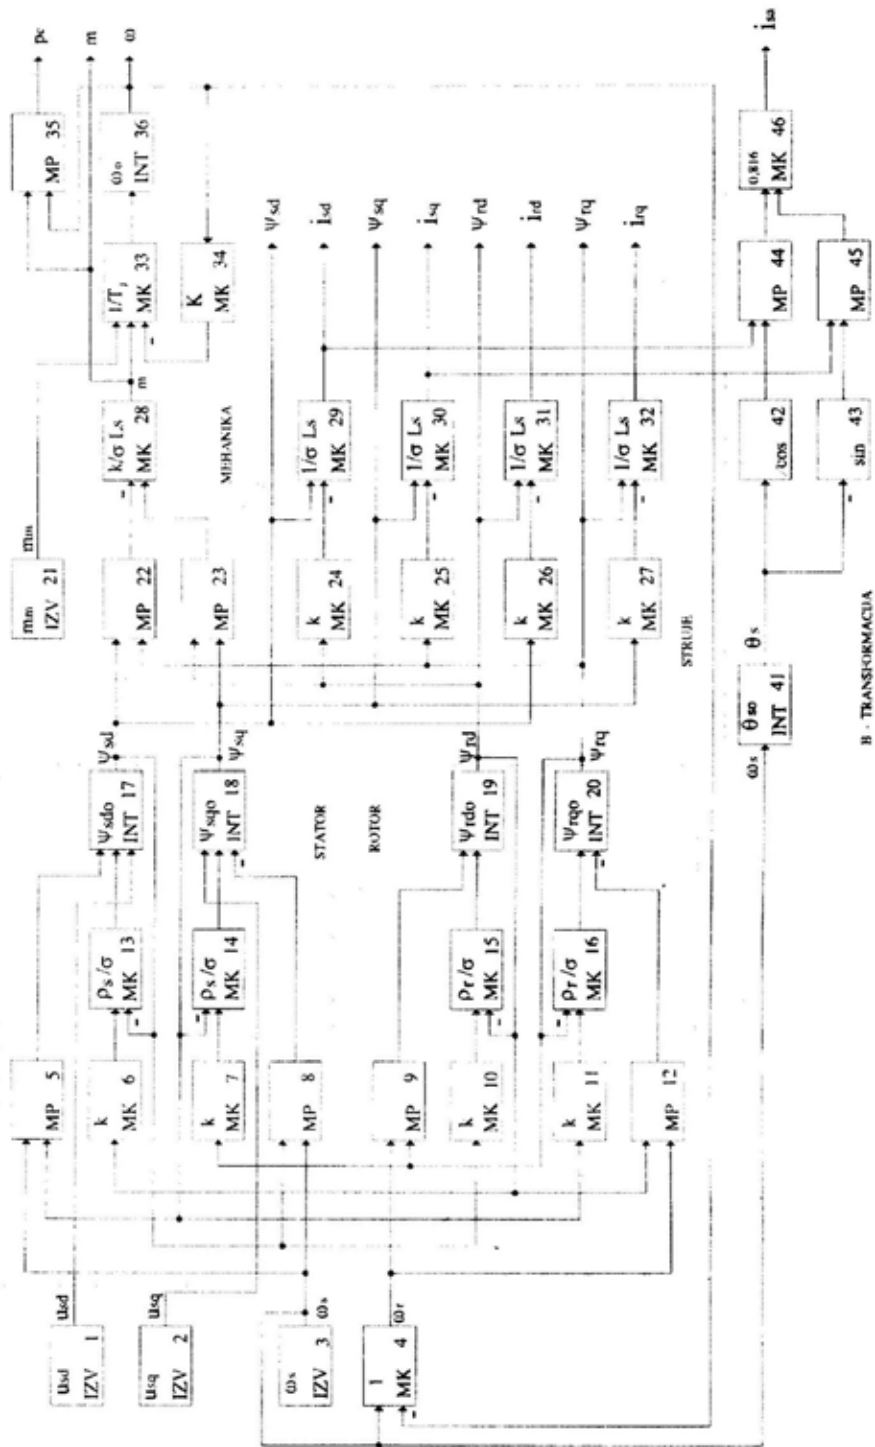 usd
IZV 1
usd
usq
IZV 2
usq
ωs
IZV 3
ωs
1
MK 4
ωr
MP 5
k
MK 6
k
MK 7
MP 8
MP 9
k
MK 10
k
MK 11
MP 12
ρs/σ
MK 13
ρs/σ
MK 14
ρr/σ
MK 15
ρr/σ
MK 16
ψsdo
INT 17
ψsd
ψsqo
INT 18
ψsq
STATOR
ROTOR
ψrdo
INT 19
ψrd
ψrqo
INT 20
ψrq
mm
IZV 21
mm
MP 22
MP 23
k
MK 24
k
MK 25
k
MK 26
k
MK 27
k/σ Ls
MK 28
m
MEHANIKA
1/σ Ls
MK 29
1/σ Ls
MK 30
1/σ Ls
MK 31
1/σ Ls
MK 32
STRUJE
1/Tj
MK 33
K
MK 34
MP 35
ωo
INT 36
pe
m
ω
ψsd
isd
ψsq
isq
ψrd
ird
ψrq
irq
ωs
θso
INT 41
θs
cos 42
sin 43
MP 44
MP 45
0,816
MK 46
isa
B - TRANSFORMACIJA